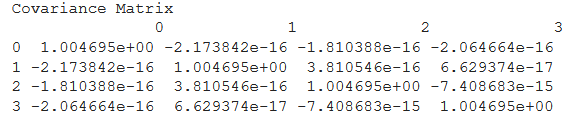 Covariance Matrix
0 1 2 3
0 1.004695e+00 -2.173842e-16 -1.810388e-16 -2.064664e-16
1 -2.173842e-16 1.004695e+00 3.810546e-16 6.629374e-17
2 -1.810388e-16 3.810546e-16 1.004695e+00 -7.408683e-15
3 -2.064664e-16 6.629374e-17 -7.408683e-15 1.004695e+00